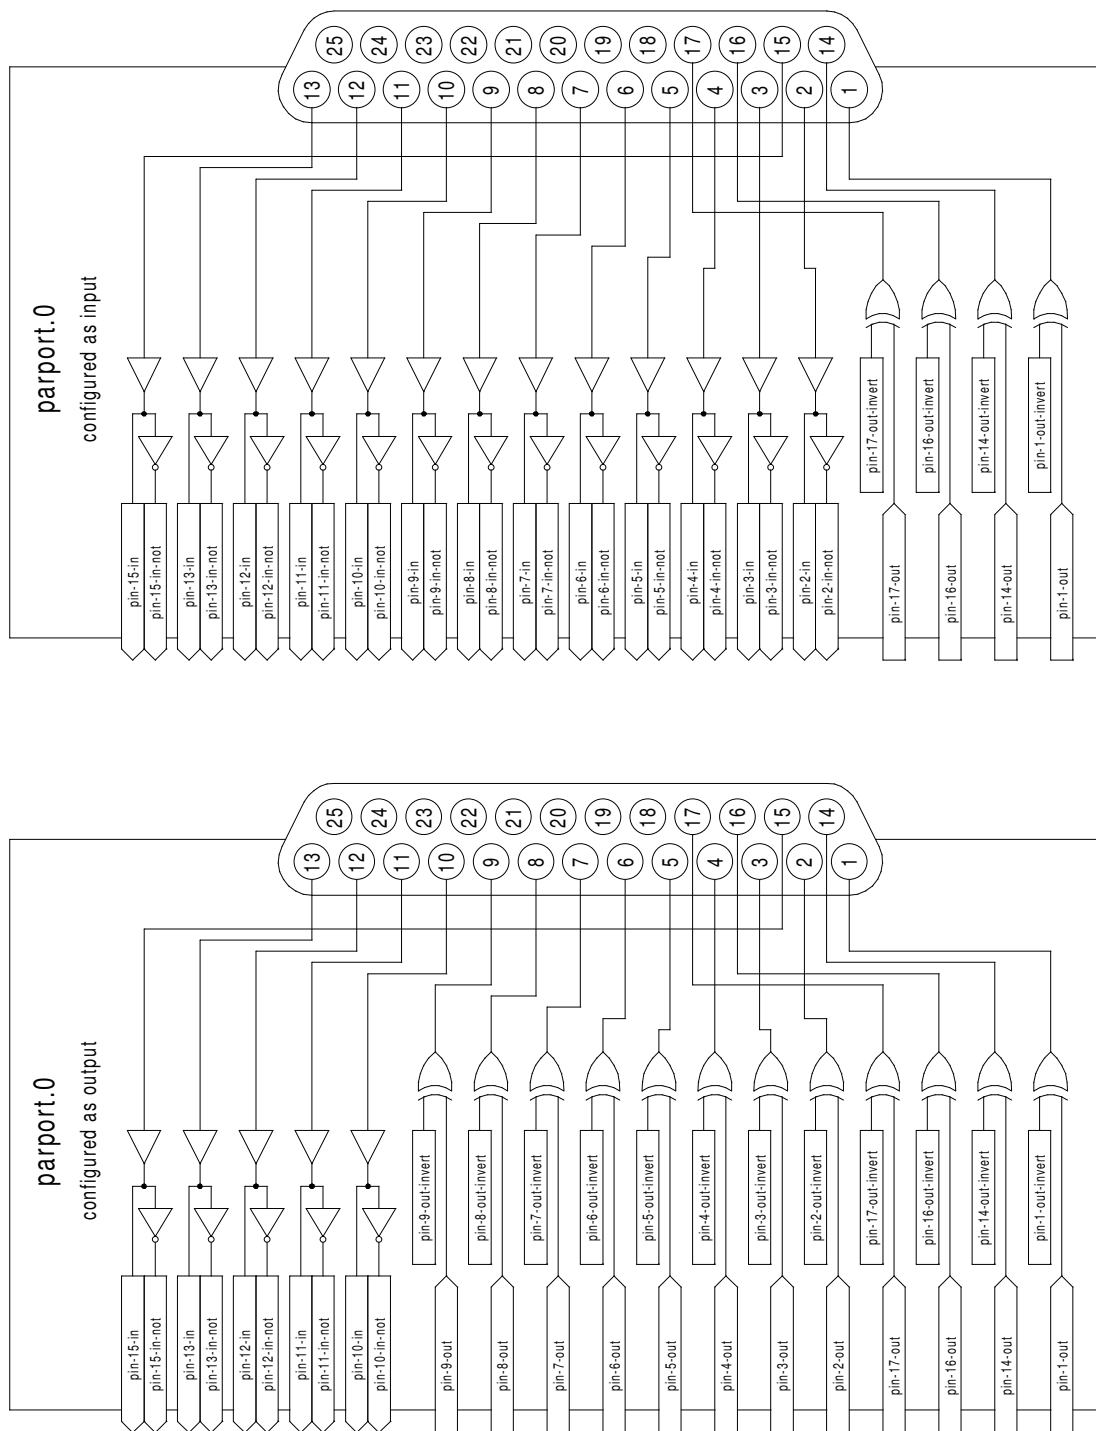 25
24
23
22
21
20
19
18
17
16
15
14
13
12
11
10
9
8
7
6
5
4
3
2
1
parport.0
configured as input
pin-15-in
pin-15-in-not
pin-13-in
pin-13-in-not
pin-12-in
pin-12-in-not
pin-11-in
pin-11-in-not
pin-10-in
pin-10-in-not
pin-9-in
pin-9-in-not
pin-8-in
pin-8-in-not
pin-7-in
pin-7-in-not
pin-6-in
pin-6-in-not
pin-5-in
pin-5-in-not
pin-4-in
pin-4-in-not
pin-3-in
pin-3-in-not
pin-2-in
pin-2-in-not
pin-17-out-invert
pin-17-out
pin-16-out-invert
pin-16-out
pin-14-out-invert
pin-14-out
pin-1-out-invert
pin-1-out
25
24
23
22
21
20
19
18
17
16
15
14
13
12
11
10
9
8
7
6
5
4
3
2
1
parport.0
configured as output
pin-15-in
pin-15-in-not
pin-13-in
pin-13-in-not
pin-12-in
pin-12-in-not
pin-11-in
pin-11-in-not
pin-10-in
pin-10-in-not
pin-9-out-invert
pin-9-out
pin-8-out-invert
pin-8-out
pin-7-out-invert
pin-7-out
pin-6-out-invert
pin-6-out
pin-5-out-invert
pin-5-out
pin-4-out-invert
pin-4-out
pin-3-out-invert
pin-3-out
pin-2-out-invert
pin-2-out
pin-17-out-invert
pin-17-out
pin-16-out-invert
pin-16-out
pin-14-out-invert
pin-14-out
pin-1-out-invert
pin-1-out